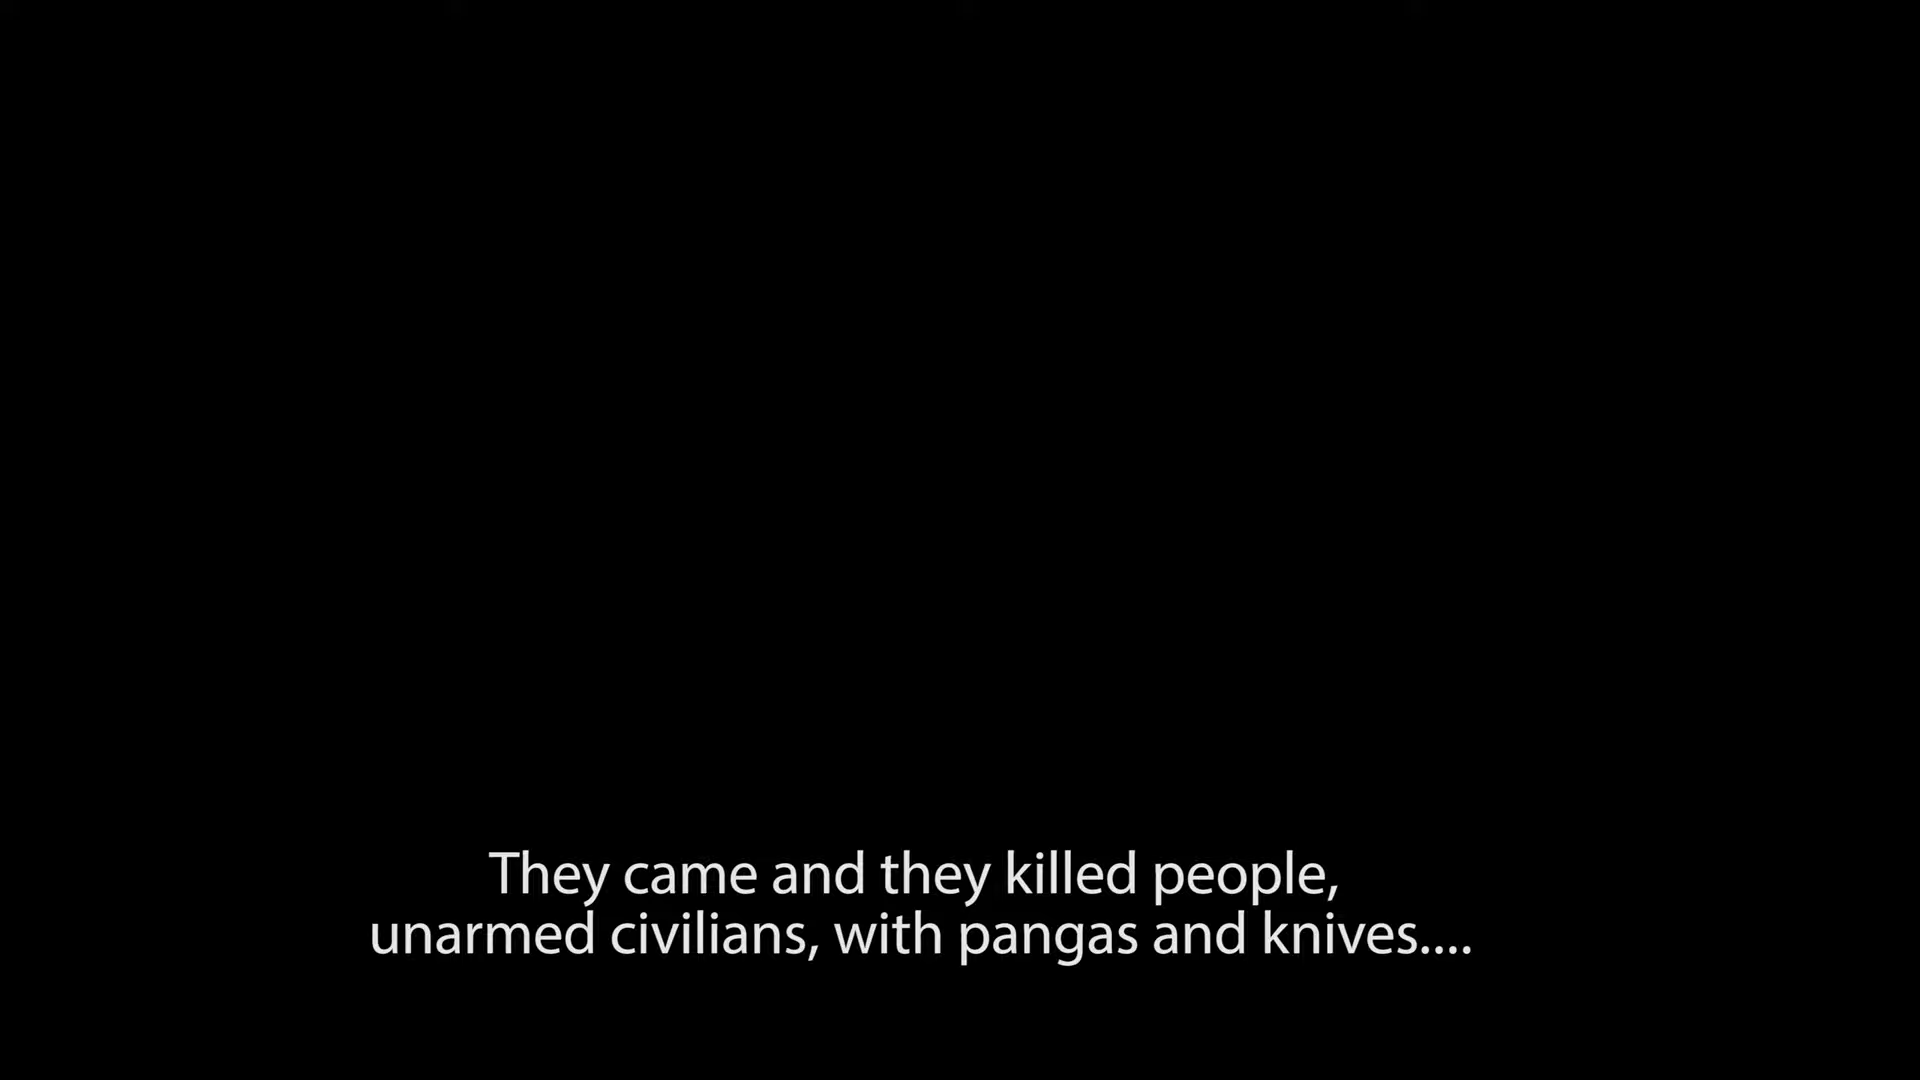 They came and they killed people,
unarmed civilians, with pangas and knives....